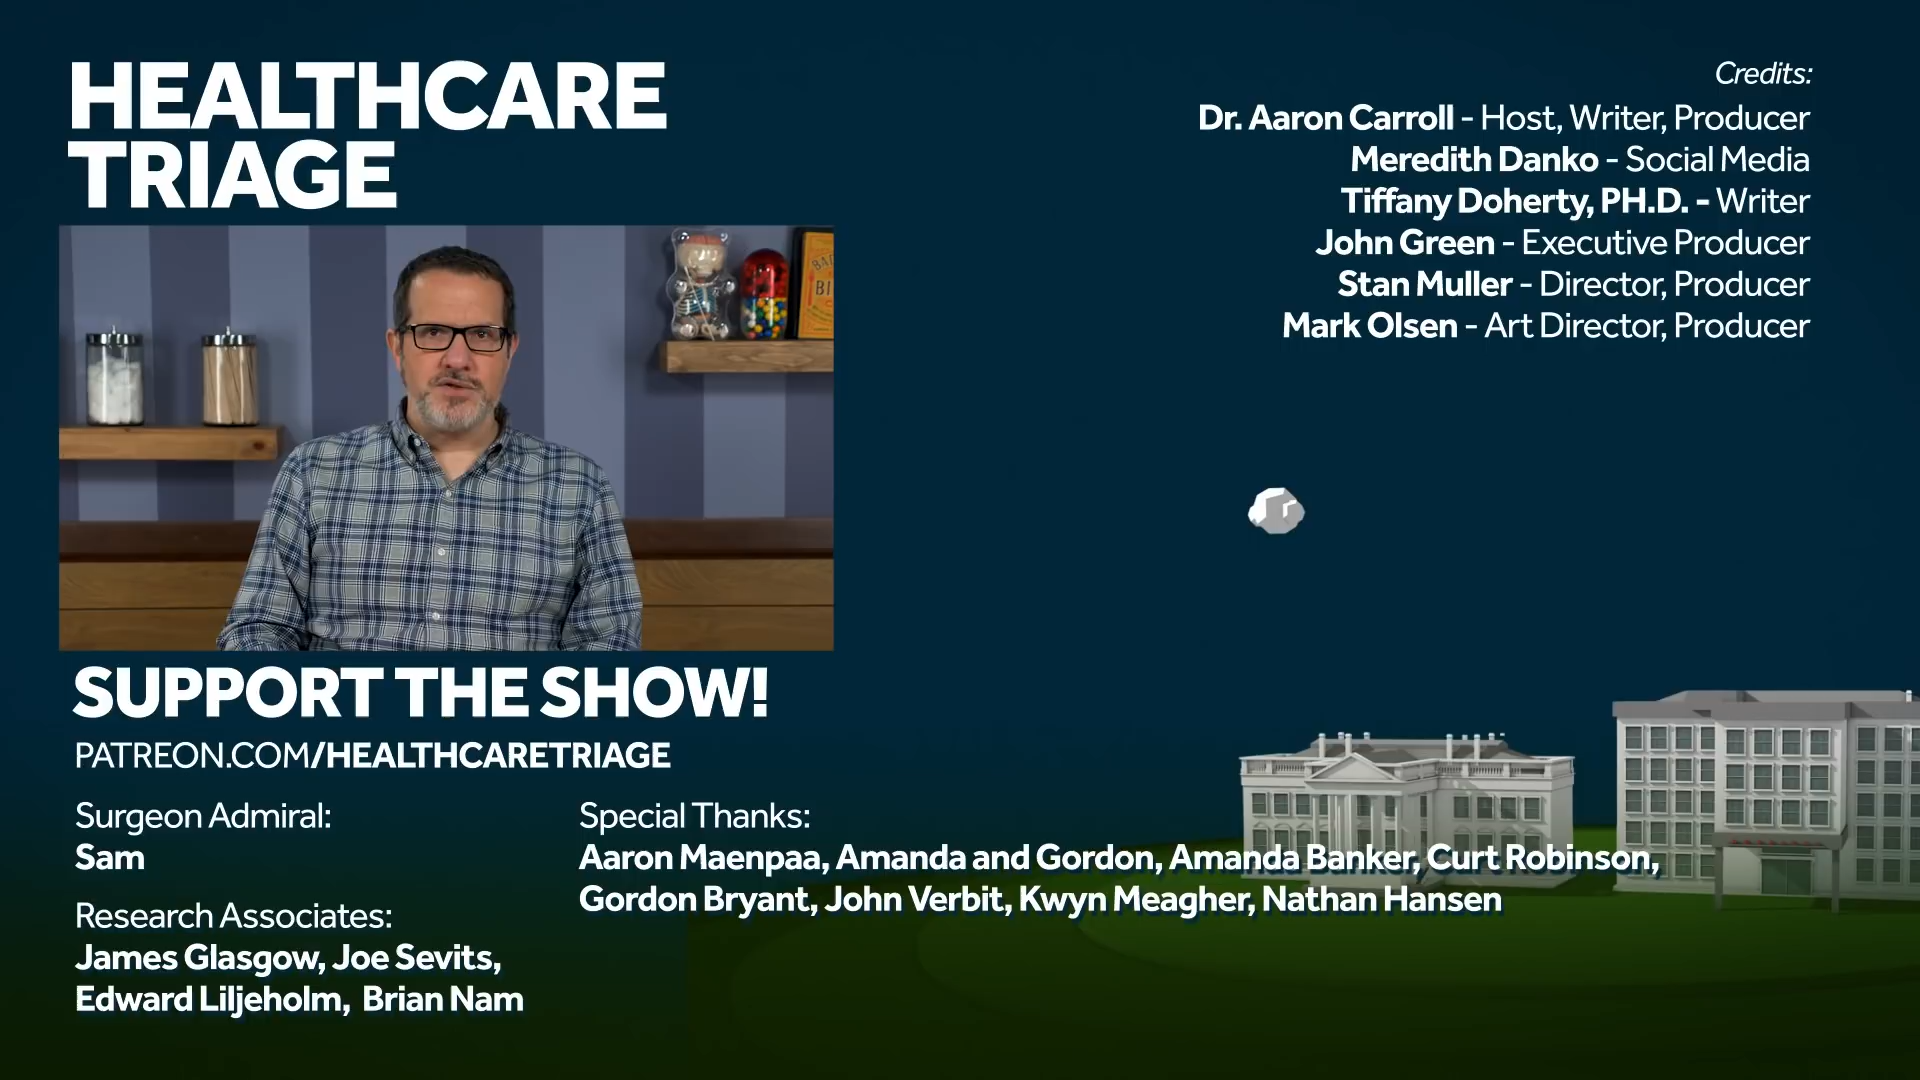 HEALTHCARE
TRIAGE
Credits:
Dr. Aaron Carroll - Host, Writer, Producer
Meredith Danko - Social Media
Tiffany Doherty, PH.D. - Writer
John Green - Executive Producer
Stan Muller - Director, Producer
Mark Olsen - Art Director, Producer
SUPPORT THE SHOW!
PATREON.COM/HEALTHCARETRIAGE
Surgeon Admiral:
Sam
Research Associates:
James Glasgow, Joe Sevits,
Edward Liljeholm, Brian Nam
Special Thanks:
Aaron Maenpaa, Amanda and Gordon, Amanda Banker, Curt Robinson,
Gordon Bryant, John Verbit, Kwyn Meagher, Nathan Hansen